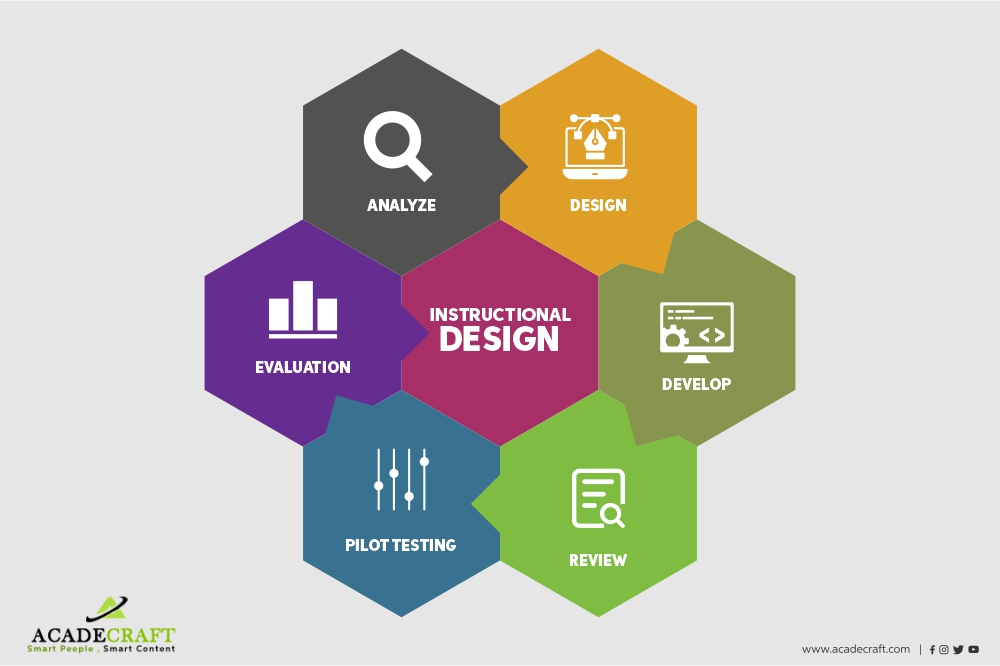 ANALYZE
DESIGN
INSTRUCTIONAL
DESIGN
EVALUATION
DEVELOP
PILOT TESTING
REVIEW
ACADECRAFT
Smart People , Smart Content
www.acadecraft.com